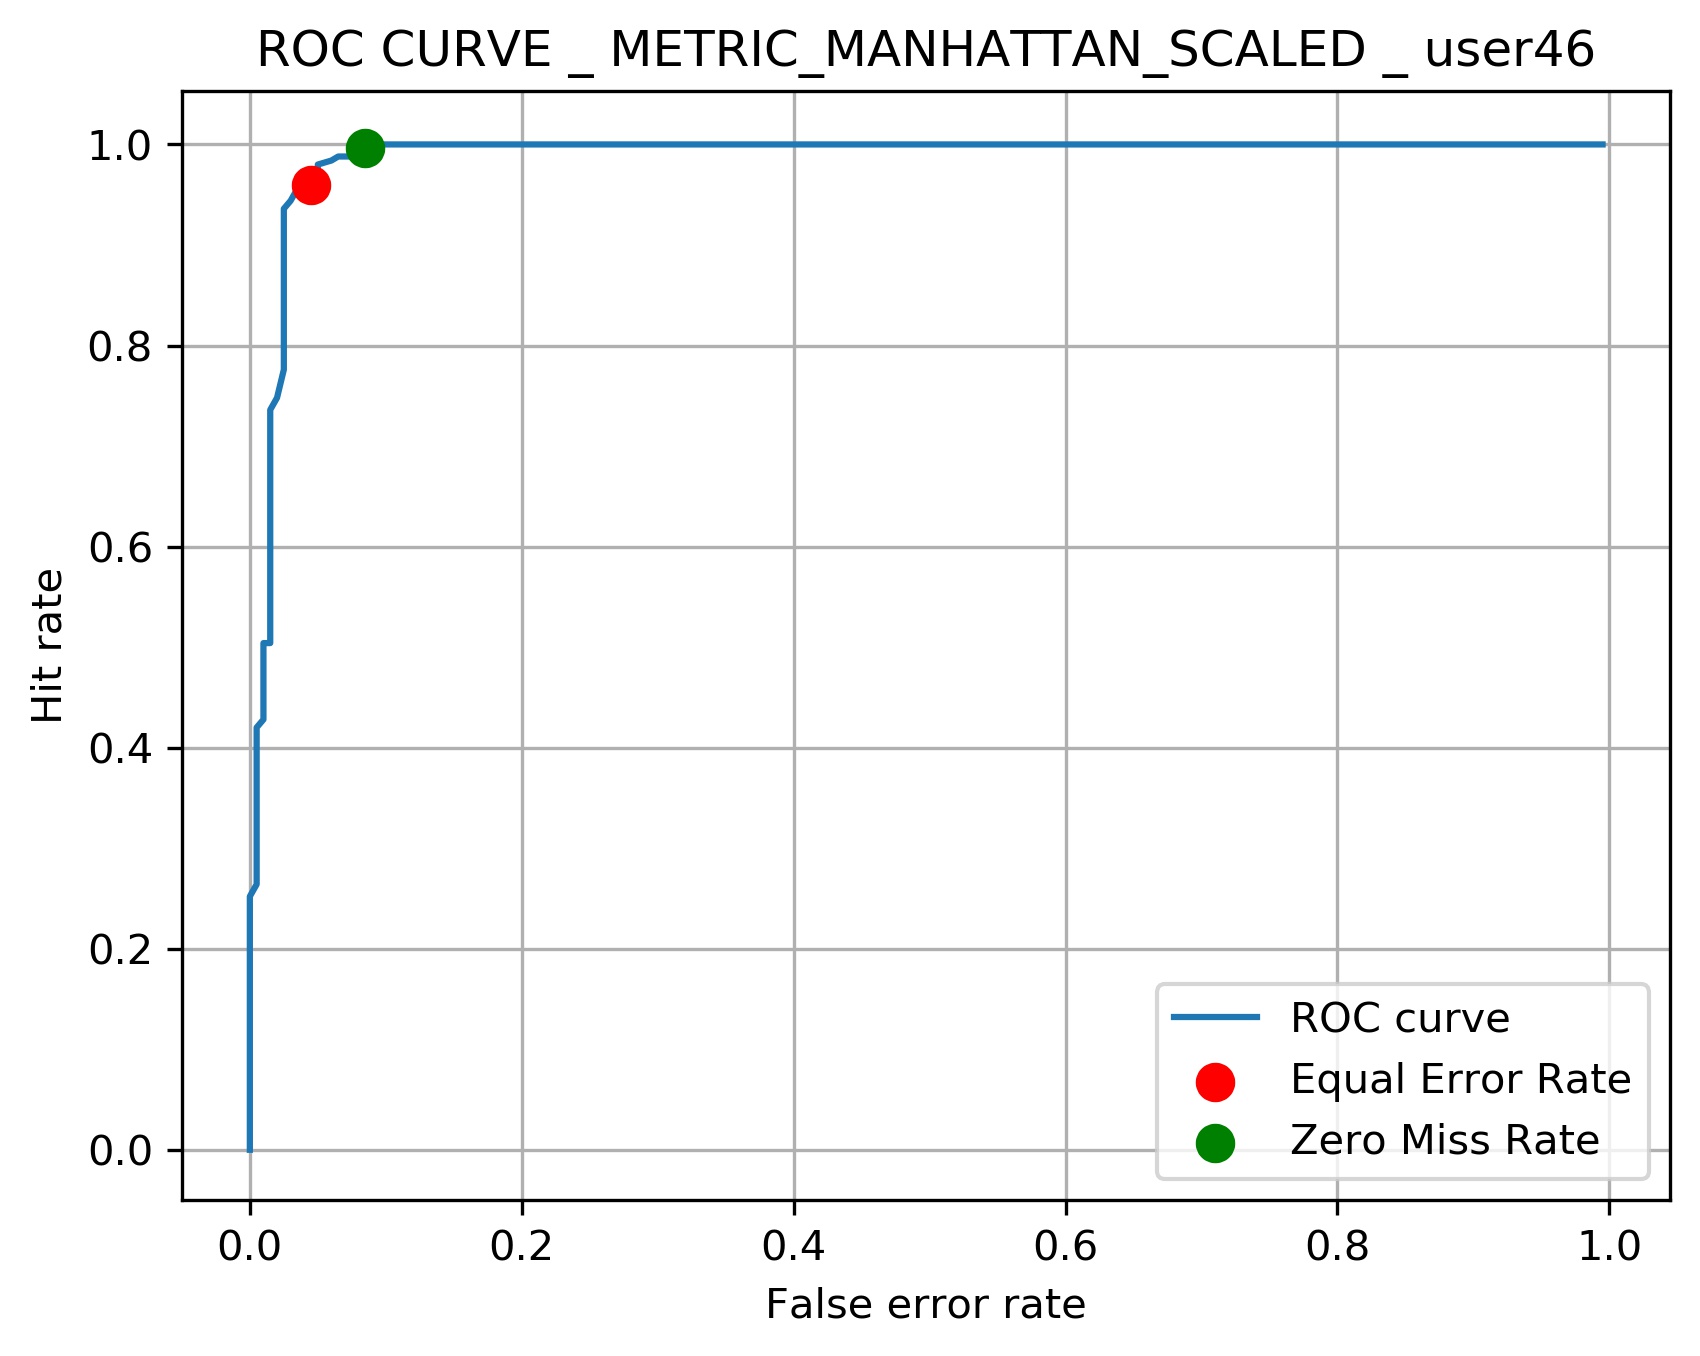 ROC CURVE _ METRIC_MANHATTAN_SCALED _ user46
1.0
0.8
0.6
0.4
0.2
0.0
Hit rate
ROC curve
Equal Error Rate
Zero Miss Rate
0.0 0.2 0.4 0.6 0.8 1.0
False error rate